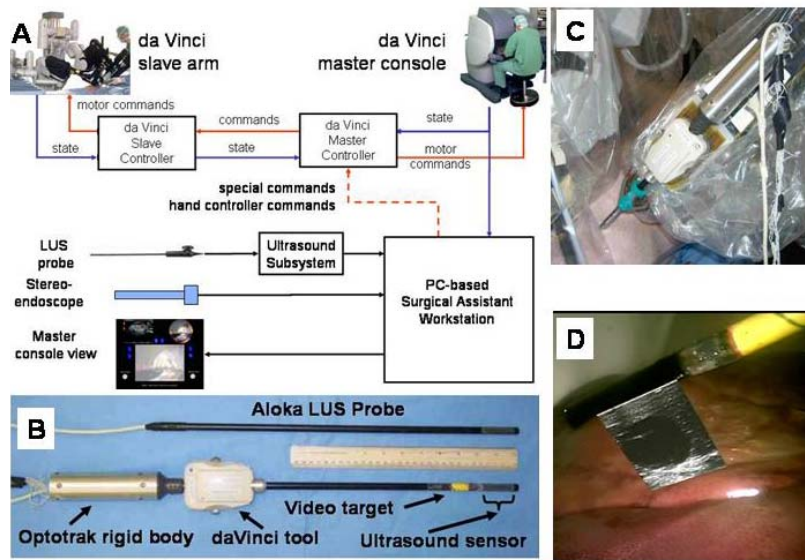 A
da Vinci
slave arm
da Vinci
master console
motor commands
commands
state
da Vinci
Slave
Controller
da Vinci
Master
Controller
state
state
motor
commands
special commands
hand controller commands
LUS
probe
Ultrasound
Subsystem
Stereo-
endoscope
PC-based
Surgical Assistant
Workstation
Master
console view
B
Aloka LUS Probe
Video target
Optotrak rigid body
daVinci tool
Ultrasound sensor
C
D